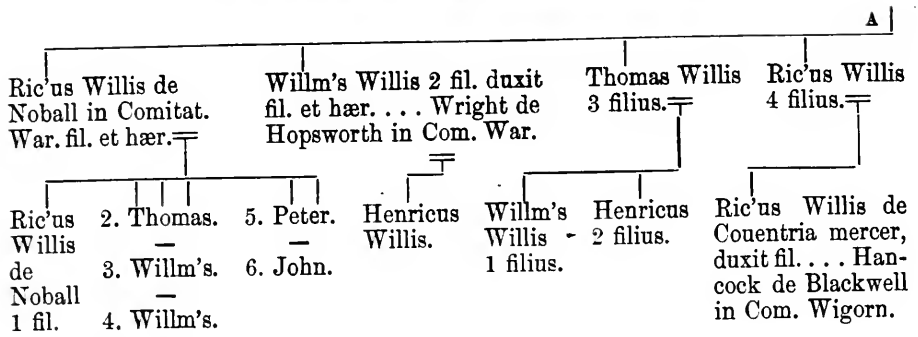 A
Ric'us Willis de
Noball in Comitat.
War. fil. et hær.
Willm's Willis 2 fil. duxit
fil. et hær. . . . Wright de
Hopsworth in Com. War.
Thomas Willis
3 filius.
Ric'us Willis
4 filius.
Ric'us
Willis
de
Noball
1 fil.
2. Thomas.
—
3. Willm's.
—
4. Willm's.
5. Peter.
—
6. John.
Henricus
Willis.
Willm's
Willis -
1 filius.
Henricus
2 filius.
Ric'us Willis de
Couentria mercer,
duxit fil. . . . Han-
cock de Blackwell
in Com. Wigorn.